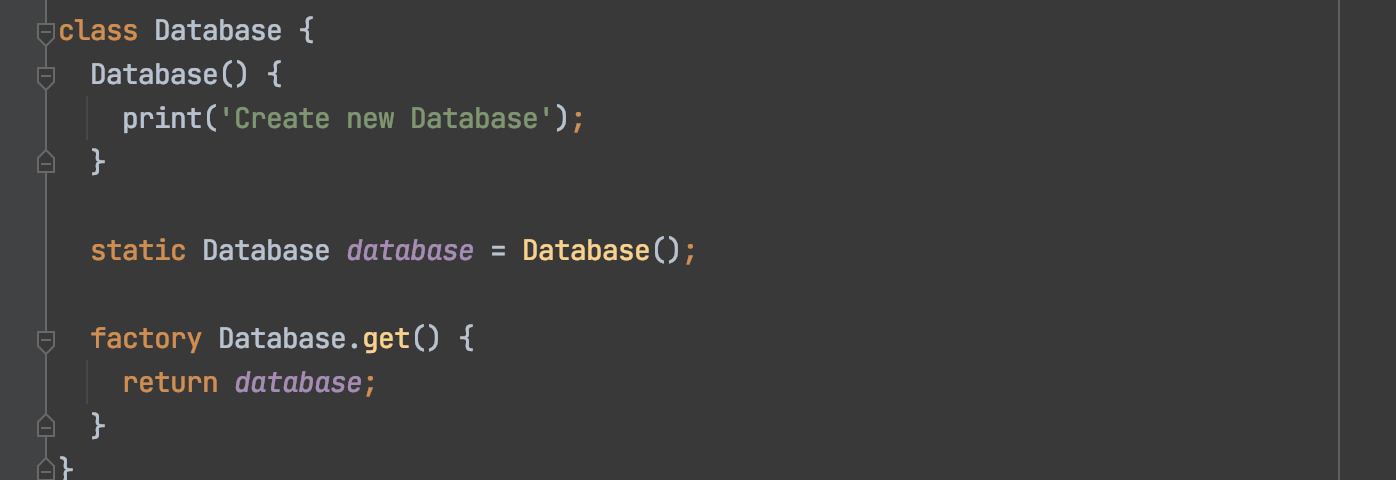 class Database {
  Database() {
    print('Create new Database');
  }

  static Database database = Database();

  factory Database.get() {
    return database;
  }
}